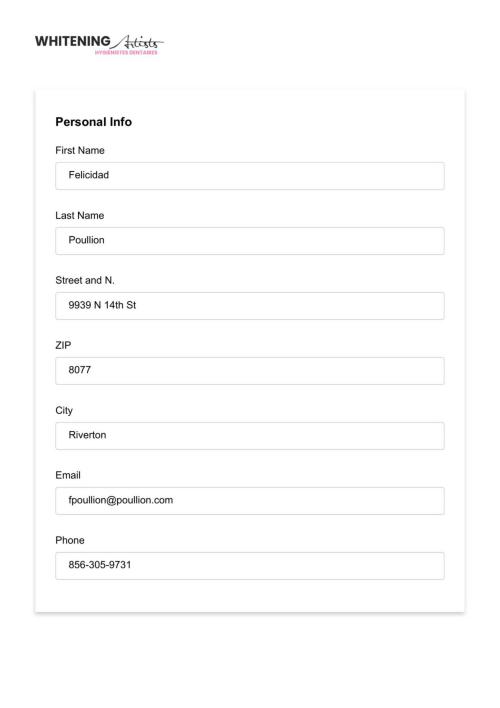 WHITENING Artists
HYGIÉNISTES DENTAIRES
Personal Info
First Name
Felicidad
Last Name
Poullion
Street and N.
9939 N 14th St
ZIP
8077
City
Riverton
Email
fpoullion@poullion.com
Phone
856-305-9731